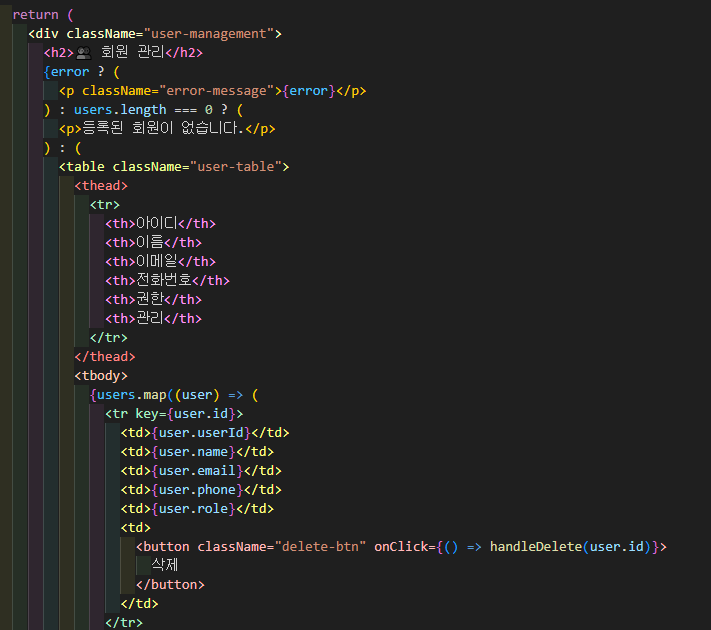 return (
<div className="user-management">
<h2>👥 회원 관리</h2>
{error ? (
<p className="error-message">{error}</p>
) : users.length === 0 ? (
<p>등록된 회원이 없습니다.</p>
) : (
<table className="user-table">
<thead>
<tr>
<th>아이디</th>
<th>이름</th>
<th>이메일</th>
<th>전화번호</th>
<th>권한</th>
<th>관리</th>
</tr>
</thead>
<tbody>
{users.map((user) => (
<tr key={user.id}>
<td>{user.userId}</td>
<td>{user.name}</td>
<td>{user.email}</td>
<td>{user.phone}</td>
<td>{user.role}</td>
<td>
<button className="delete-btn" onClick={() => handleDelete(user.id)}>
삭제
</button>
</td>
</tr>